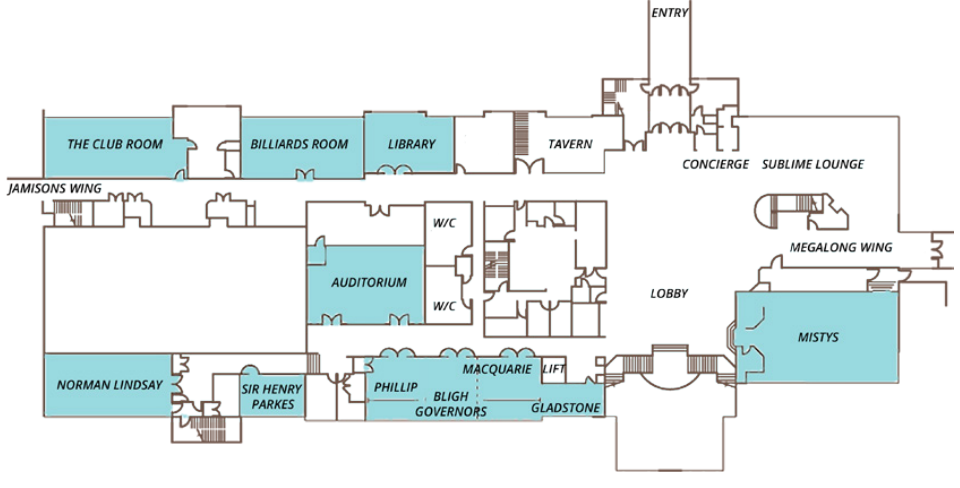 ENTRY
THE CLUB ROOM
BILLIARDS ROOM
LIBRARY
TAVERN
CONCIERGE
SUBLIME LOUNGE
JAMISONS WING
W/C
MEGALONG WING
AUDITORIUM
LOBBY
W/C
MISTYS
NORMAN LINDSAY
SIR HENRY
PARKES
PHILLIP
MACQUARIE
LIFT
BLIGH
GOVERNORS
GLADSTONE